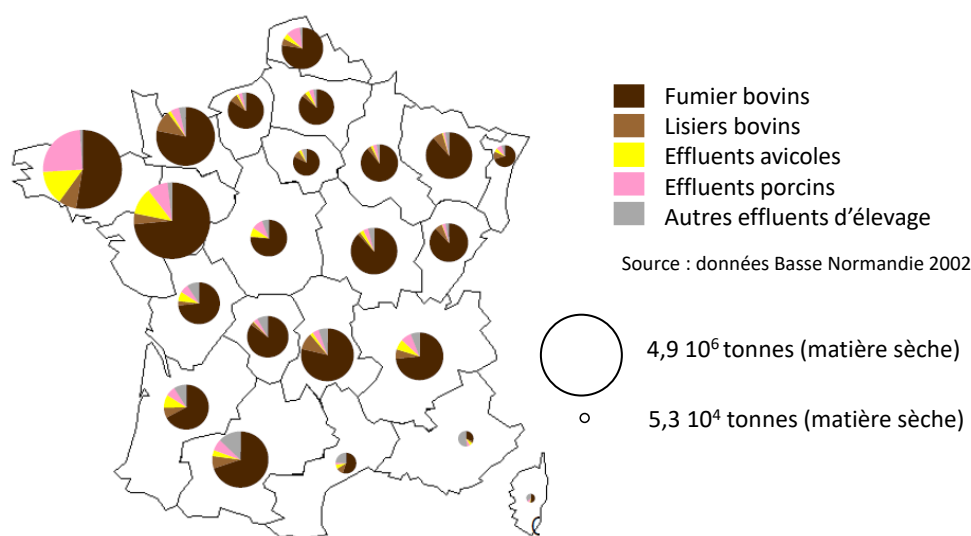 Fumier bovins
Lisiers bovins
Effluents avicoles
Effluents porcins
Autres effluents d’élevage
Source : données Basse Normandie 2002
4,9 10⁶ tonnes (matière sèche)
5,3 10⁴ tonnes (matière sèche)